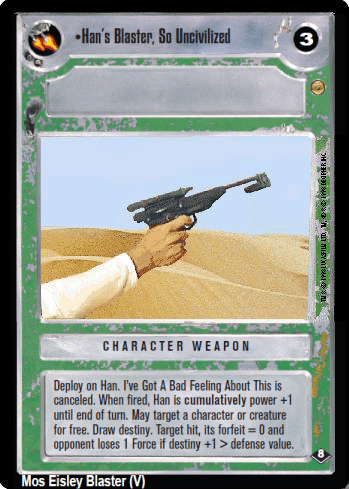 •Han's Blaster, So Uncivilized
3
CHARACTER WEAPON
Deploy on Han. I've Got A Bad Feeling About This is
canceled. When fired, Han is cumulatively power +1
until end of turn. May target a character or creature
for free. Draw destiny. Target hit, its forfeit = 0 and
opponent loses 1 Force if destiny +1 > defense value.
8
Mos Eisley Blaster (V)